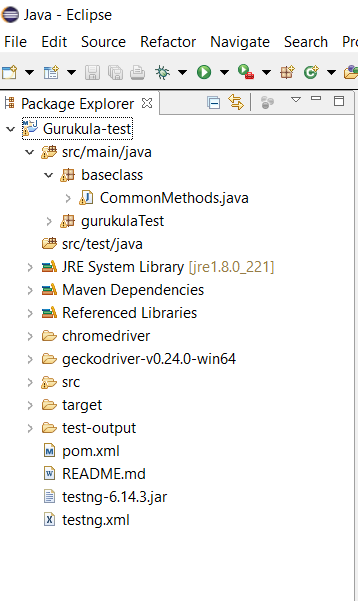 Java - Eclipse
File Edit Source Refactor Navigate Search Pro
Package Explorer
Gurukula-test
src/main/java
baseclass
CommonMethods.java
gurukulaTest
src/test/java
JRE System Library [jre1.8.0_221]
Maven Dependencies
Referenced Libraries
chromedriver
geckodriver-v0.24.0-win64
src
target
test-output
pom.xml
README.md
testng-6.14.3.jar
testng.xml